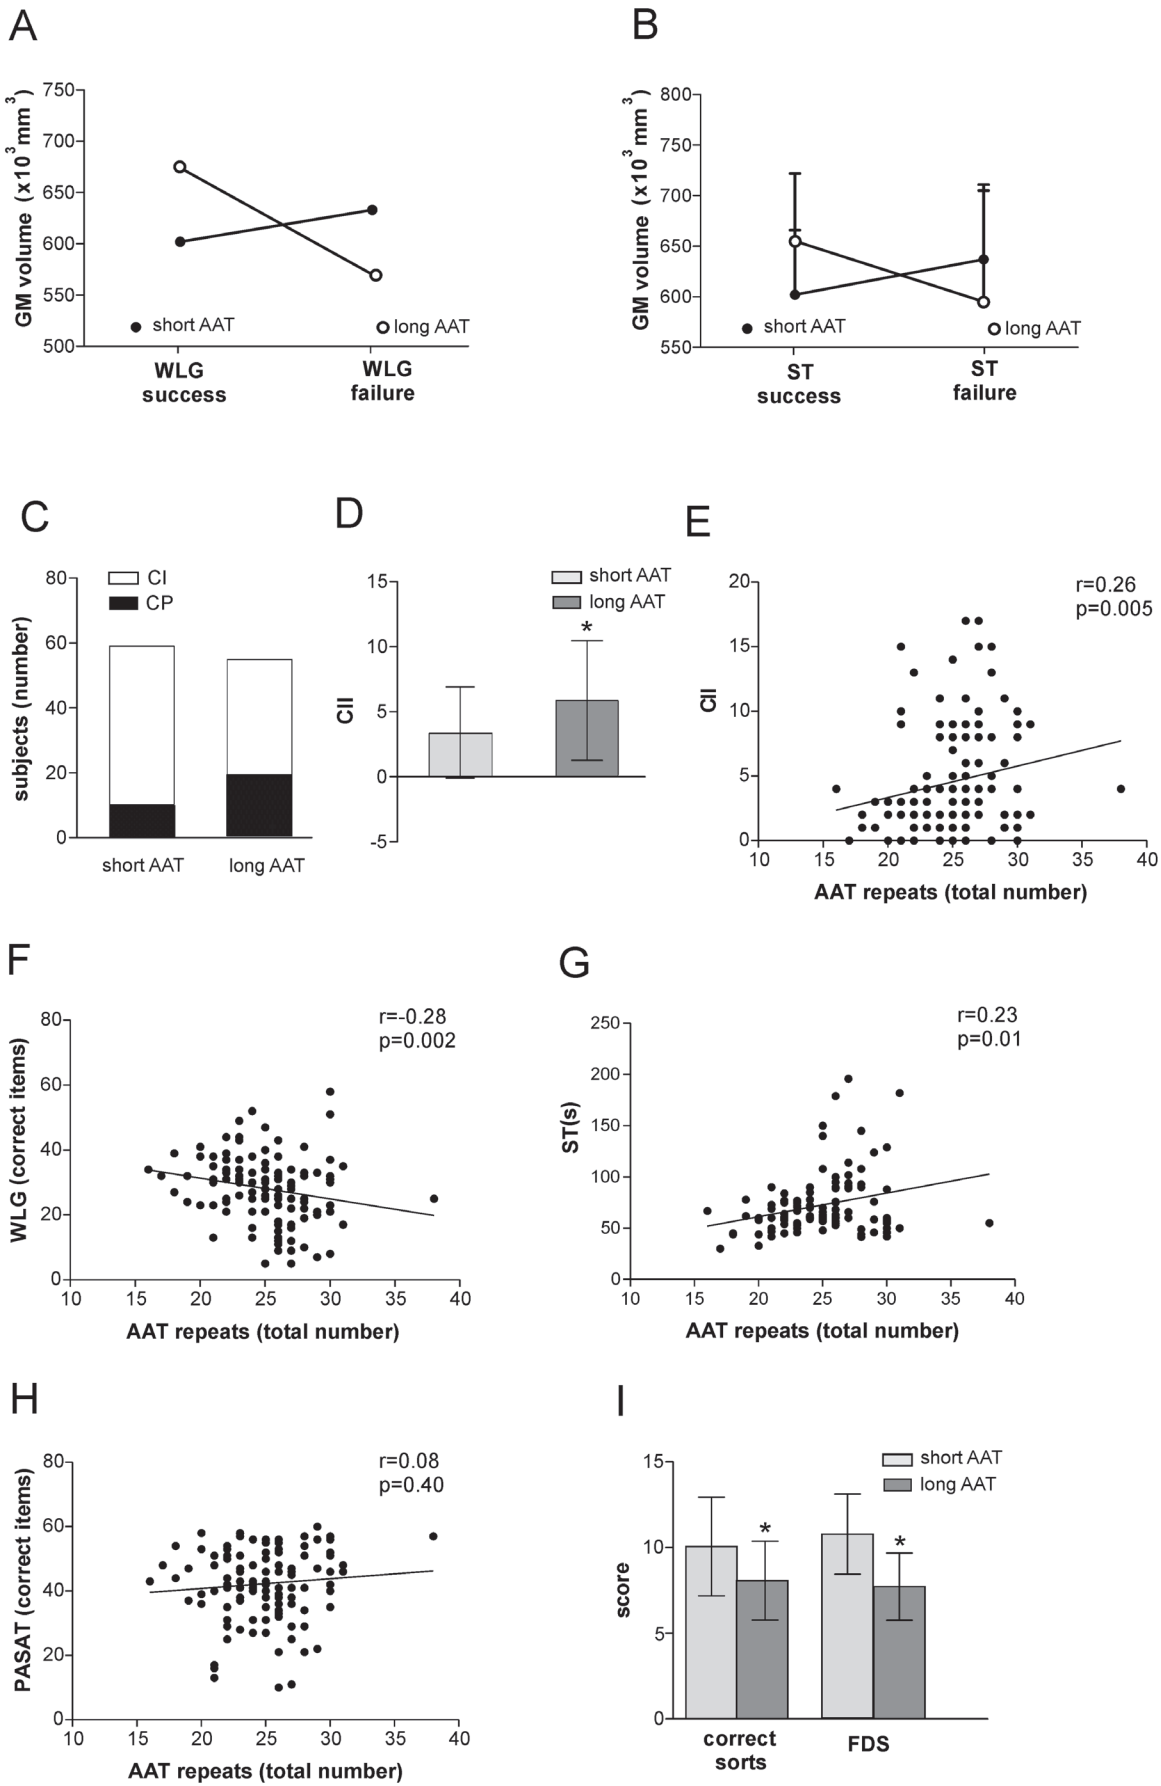 A
GM volume (x10³mm³)
750
700
650
600
550
500
short AAT
long AAT
WLG
success
WLG
failure
B
GM volume (x10³mm³)
800
750
700
650
600
550
short AAT
long AAT
ST
success
ST
failure
C
subjects (number)
80
60
40
20
0
CI
CP
short AAT
long AAT
D
CII
15
10
5
0
-5
short AAT
long AAT
*
E
CII
20
15
10
5
0
r=0.26
p=0.005
10 15 20 25 30 35 40
AAT repeats (total number)
F
WLG (correct items)
80
60
40
20
0
r=-0.28
p=0.002
10 15 20 25 30 35 40
AAT repeats (total number)
G
ST(s)
250
200
150
100
50
0
r=0.23
p=0.01
10 15 20 25 30 35 40
AAT repeats (total number)
H
PASAT (correct items)
80
60
40
20
0
r=0.08
p=0.40
10 15 20 25 30 35 40
AAT repeats (total number)
I
score
15
10
5
0
short AAT
long AAT
*
*
correct
sorts
FDS